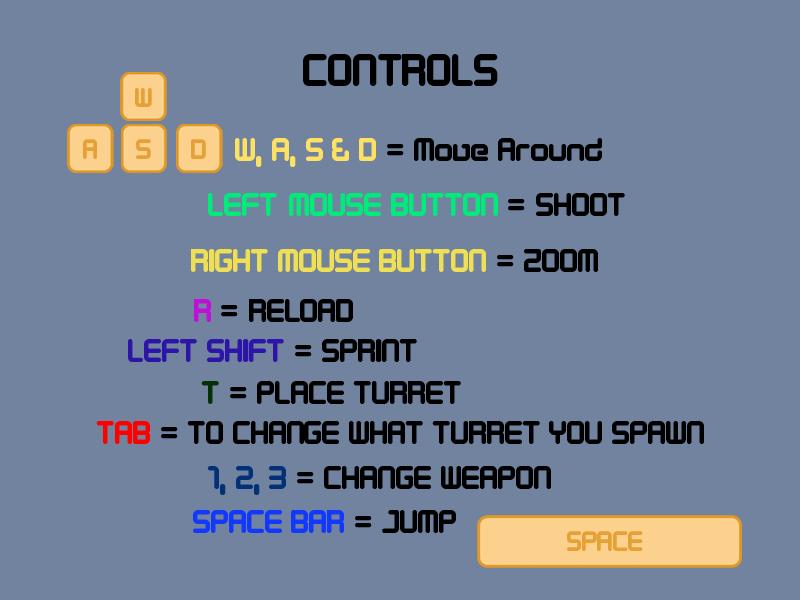 CONTROLS
W
A S D
W, A, S & D = Move Around
LEFT MOUSE BUTTON = SHOOT
RIGHT MOUSE BUTTON = ZOOM
R = RELOAD
LEFT SHIFT = SPRINT
T = PLACE TURRET
TAB = TO CHANGE WHAT TURRET YOU SPAWN
1, 2, 3 = CHANGE WEAPON
SPACE BAR = JUMP
SPACE